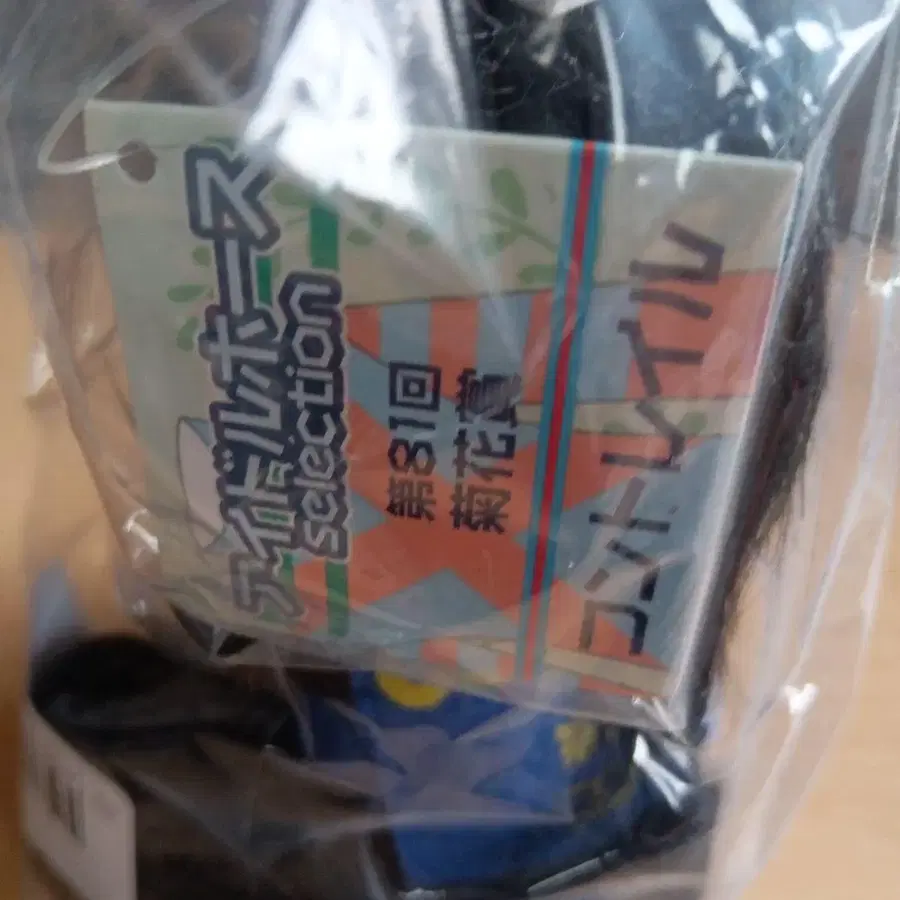 アイドルホース
selection
第81回
菊花賞
コントレイル